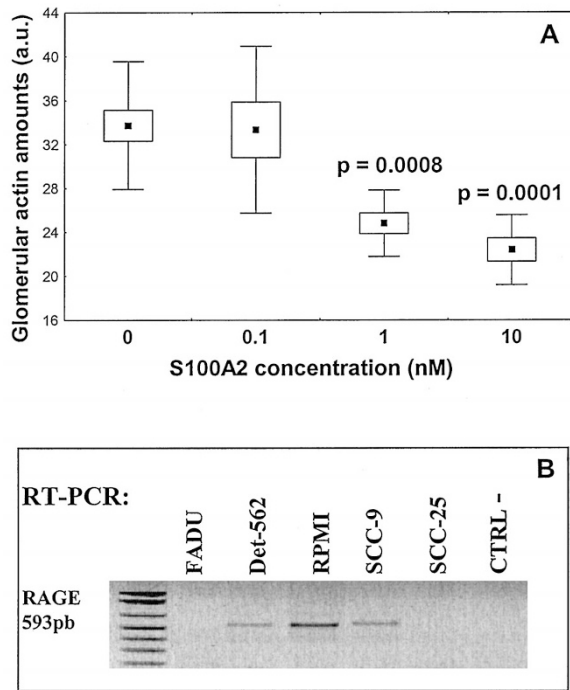 A
Glomerular actin amounts (a.u.)
44
40
36
32
28
24
20
16
p = 0.0008
p = 0.0001
0
0.1
1
10
S100A2 concentration (nM)
B
RT-PCR:
FADU
Det-562
RPMI
SCC-9
SCC-25
CTRL -
RAGE
593pb